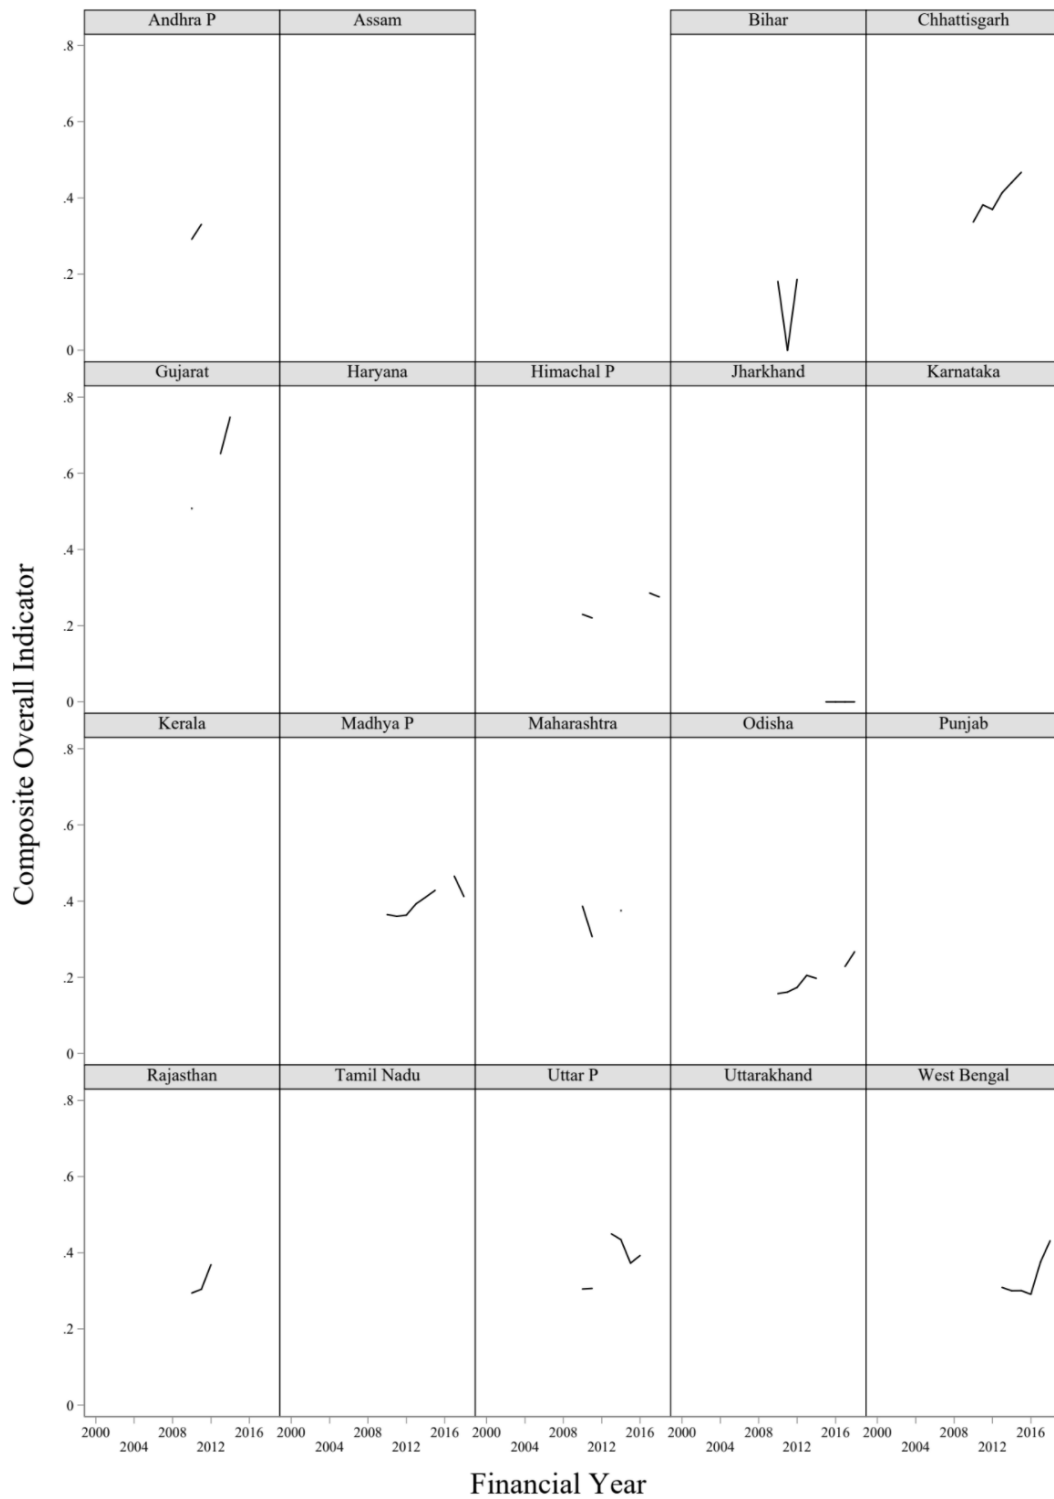 Andhra P
Assam
Bihar
Chhattisgarh
.8
.6
.4
.2
0
Gujarat
Haryana
Himachal P
Jharkhand
Karnataka
.8
.6
.4
.2
0
Kerala
Madhya P
Maharashtra
Odisha
Punjab
.8
.6
.4
.2
0
Rajasthan
Tamil Nadu
Uttar P
Uttarakhand
West Bengal
.8
.6
.4
.2
0
Composite Overall Indicator
2000 2004 2008 2012 2016
2000 2004 2008 2012 2016
2000 2004 2008 2012 2016
2000 2004 2008 2012 2016
2000 2004 2008 2012 2016
Financial Year